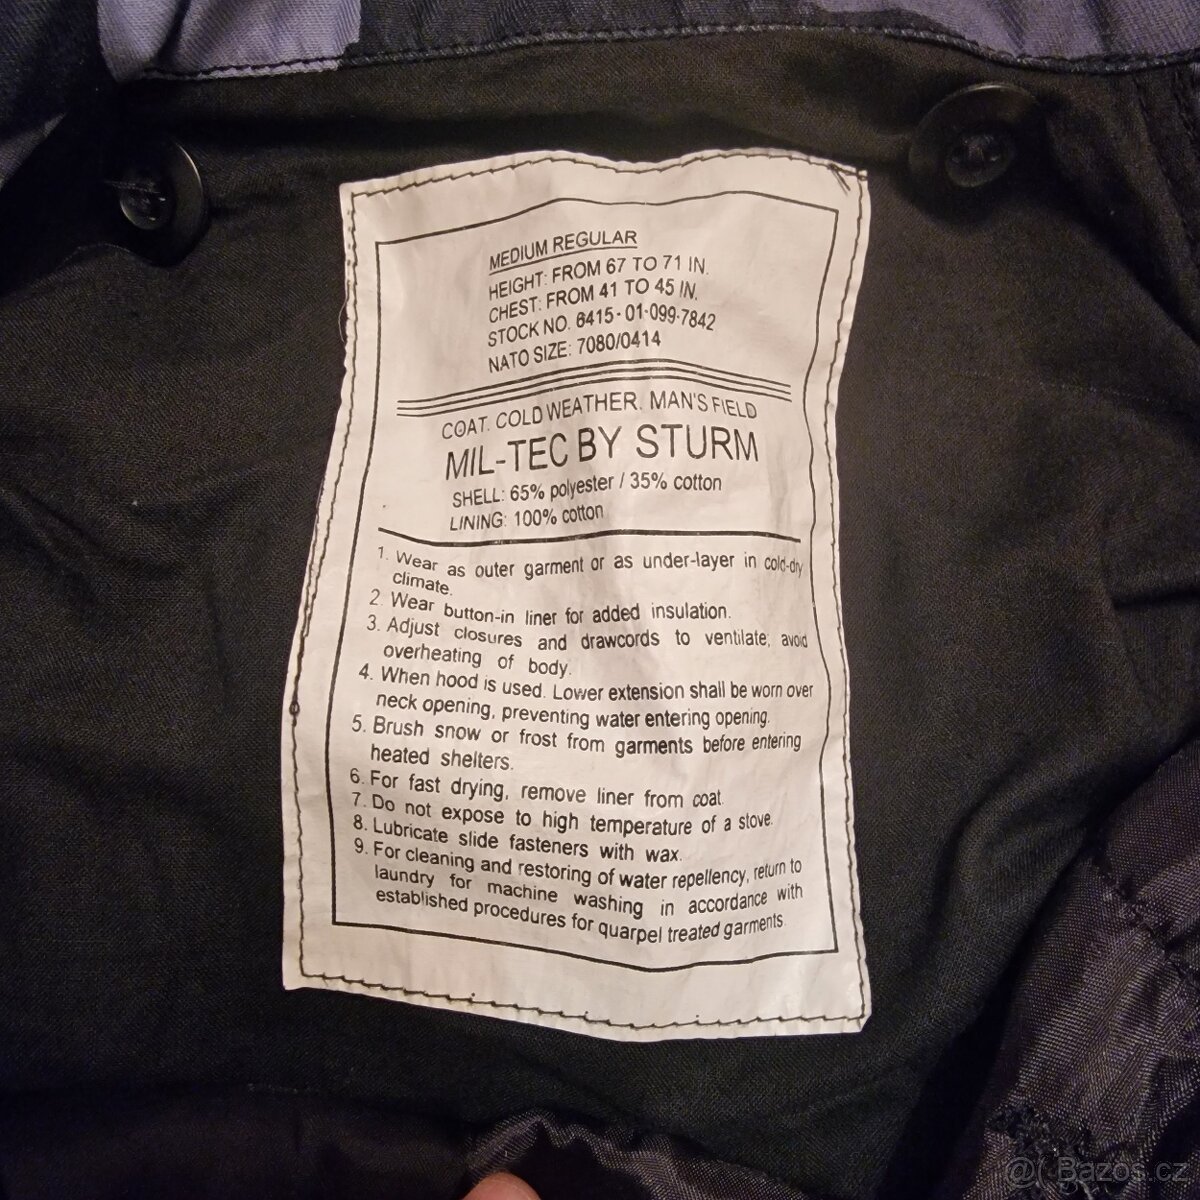 MEDIUM REGULAR
HEIGHT: FROM 67 TO 71 IN.
CHEST: FROM 41 TO 45 IN.
STOCK NO. 8415-01-099-7842
NATO SIZE: 7080/0414
COAT. COLD WEATHER. MAN'S FIELD
MIL-TEC BY STURM
SHELL: 65% polyester / 35% cotton
LINING: 100% cotton
1. Wear as outer garment or as under-layer in cold-dry
climate.
2. Wear button-in liner for added insulation.
3. Adjust closures and drawcords to ventilate; avoid
overheating of body.
4. When hood is used. Lower extension shall be worn over
neck opening, preventing water entering opening.
5. Brush snow or frost from garments before entering
heated shelters.
6. For fast drying, remove liner from coat.
7. Do not expose to high temperature of a stove.
8. Lubricate slide fasteners with wax.
9. For cleaning and restoring of water repellency, return to
laundry for machine washing in accordance with
established procedures for quarpel treated garments.
Bazos.cz